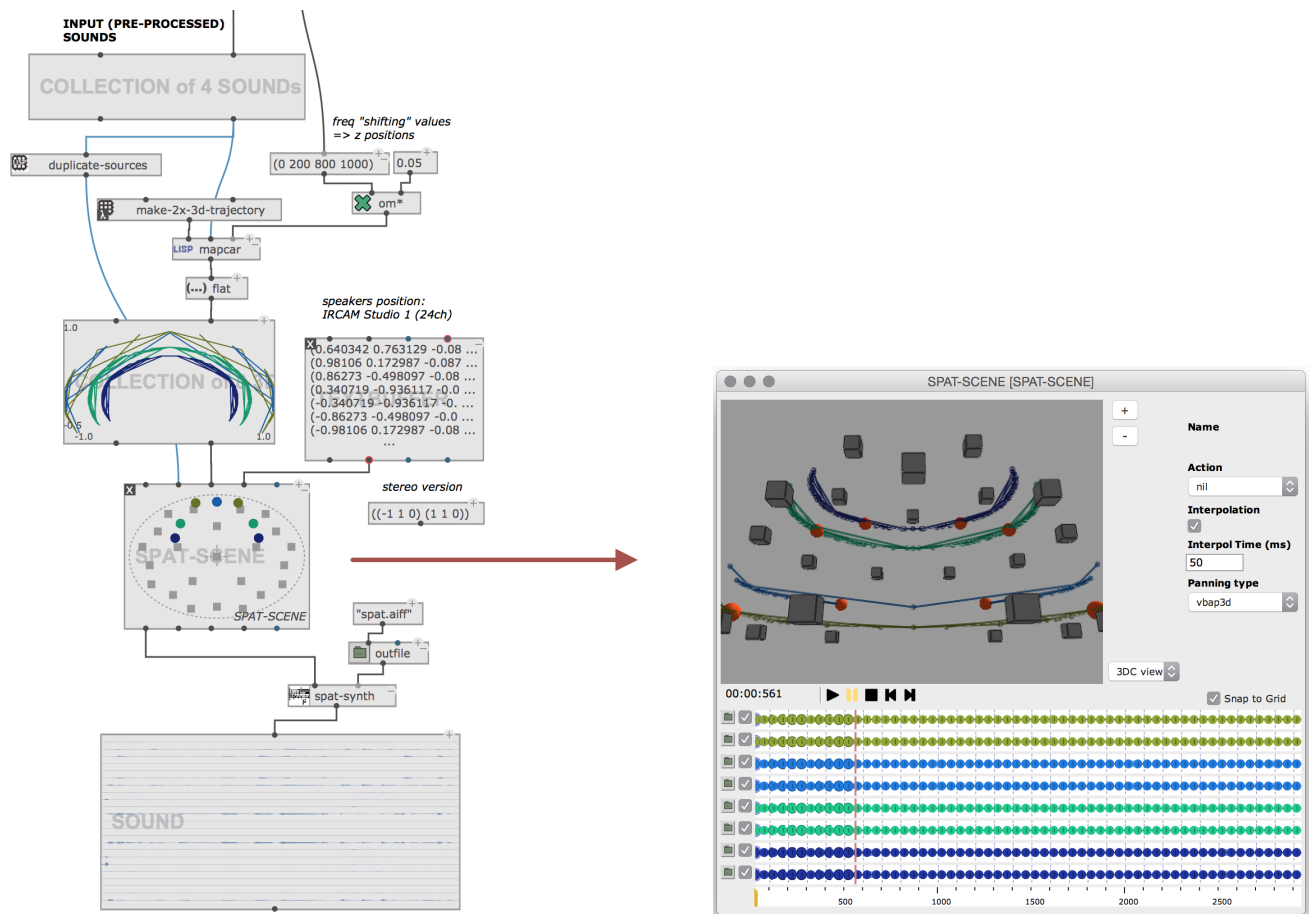 INPUT (PRE-PROCESSED)
SOUNDS
COLLECTION of 4 SOUNDs
freq "shifting" values
=> z positions
duplicate-sources
(0 200 800 1000)
0.05
make-2x-3d-trajectory
om*
LISP mapcar
(...) flat
speakers position:
IRCAM Studio 1 (24ch)
1.0
COLLECTION of
-0.5
-1.0
1.0
(0.640342 0.763129 -0.08 ...
(0.98106 0.172987 -0.087 ...
(0.86273 -0.498097 -0.08 ...
(0.340719 -0.936117 -0.0 ...
(-0.340719 -0.936117 -0. ...
(-0.86273 -0.498097 -0.0 ...
(-0.98106 0.172987 -0.08 ...
...
TEXTBUFFER
stereo version
((-1 1 0) (1 1 0))
SPAT-SCENE
SPAT-SCENE
"spat.aiff"
outfile
spat-synth
SOUND
SPAT-SCENE [SPAT-SCENE]
+
-
Name
Action
nil
Interpolation
Interpol Time (ms)
50
Panning type
vbap3d
3DC view
00:00:561
Snap to Grid
500
1000
1500
2000
2500